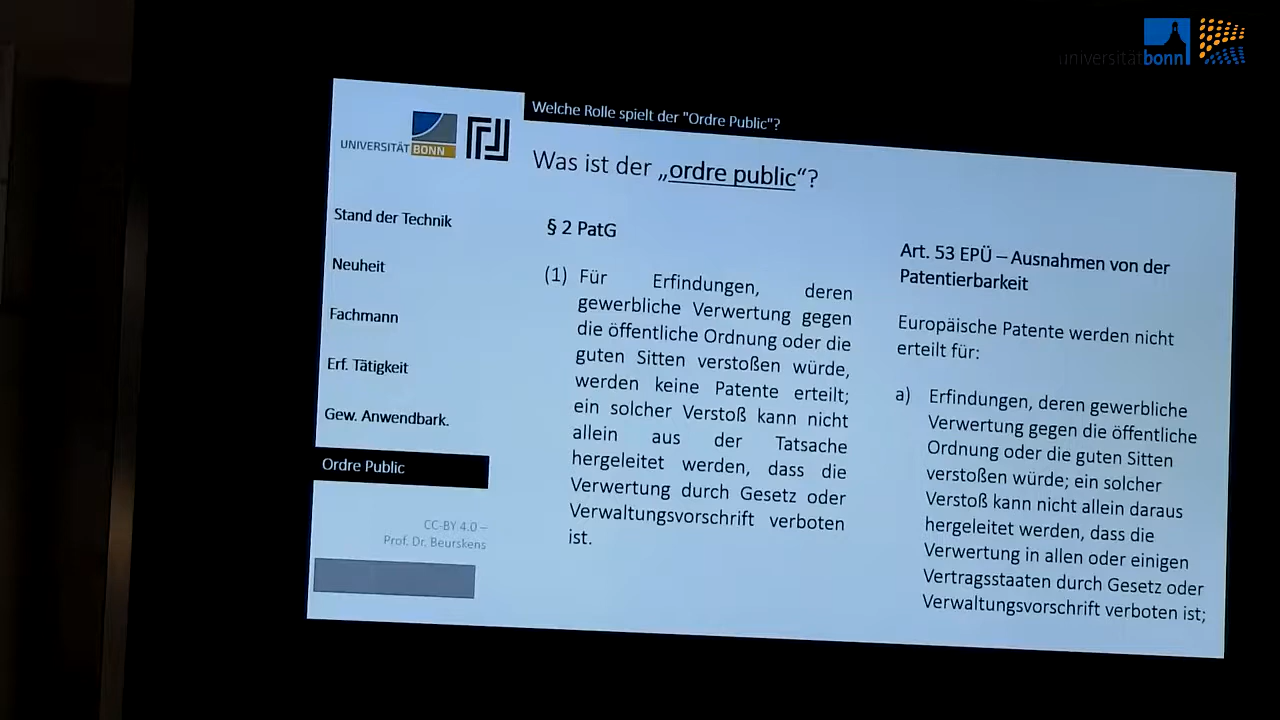 universitätbonn
Welche Rolle spielt der "Ordre Public"?
UNIVERSITÄT BONN
Was ist der „ordre public“?
Stand der Technik
Neuheit
Fachmann
Erf. Tätigkeit
Gew. Anwendbark.
Ordre Public
CC-BY 4.0 –
Prof. Dr. Beurskens
§ 2 PatG
(1) Für Erfindungen, deren
gewerbliche Verwertung gegen
die öffentliche Ordnung oder die
guten Sitten verstoßen würde,
werden keine Patente erteilt;
ein solcher Verstoß kann nicht
allein aus der Tatsache
hergeleitet werden, dass die
Verwertung durch Gesetz oder
Verwaltungsvorschrift verboten
ist.
Art. 53 EPÜ – Ausnahmen von der
Patentierbarkeit
Europäische Patente werden nicht
erteilt für:
a) Erfindungen, deren gewerbliche
Verwertung gegen die öffentliche
Ordnung oder die guten Sitten
verstoßen würde; ein solcher
Verstoß kann nicht allein daraus
hergeleitet werden, dass die
Verwertung in allen oder einigen
Vertragsstaaten durch Gesetz oder
Verwaltungsvorschrift verboten ist;